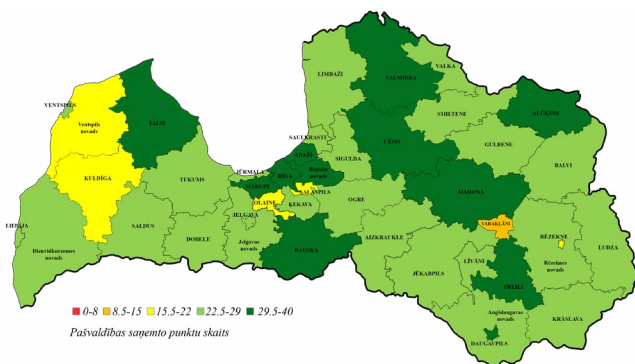 VALKA
LIMBAŽI
VALMIERA
VENTSPILS
SMILTENE
ALŪKSNE
Ventspils
novads
TALSI
SAULKRASTI
CĒSIS
GULBENE
SIGULDA
BALVI
ĀDAŽI
JŪRMALA
RĪGA
Ropažu
novads
KULDĪGA
TUKUMS
MĀRUPE
SALASPILS
MADONA
OLAINE
ĶEKAVA
OGRE
LIEPĀJA
SALDUS
DOBELE
JELGAVA
VARAKĻĀNI
AIZKRAUKLE
RĒZEKNE
Dienvidkurzemes
novads
Jelgavas
novads
BAUSKA
LUDZA
LĪVĀNI
Rēzeknes
novads
JĒKABPILS
PREIĻI
Augšdaugavas
novads
KRĀSLAVA
DAUGAVPILS
0-8 8.5-15 15.5-22 22.5-29 29.5-40
Pašvaldības saņemto punktu skaits